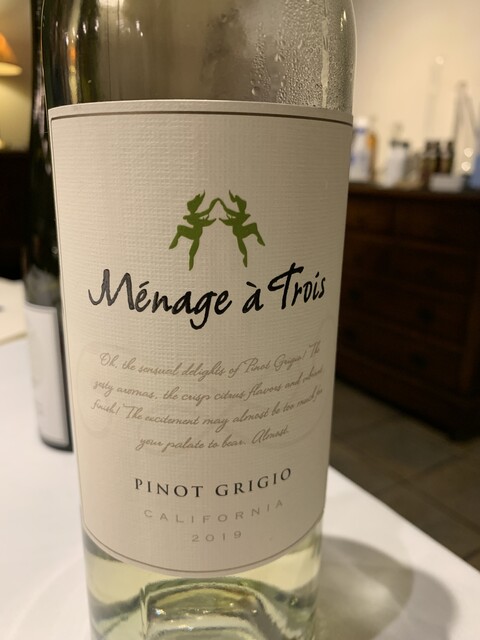 Ménage à Trois
Oh, the sensual delights of Pinot Grigio! The
zesty aromas, the crisp citrus flavors and vibrant
finish! The excitement may almost be too much for
your palate to bear. Almost.
PINOT GRIGIO
CALIFORNIA
2019